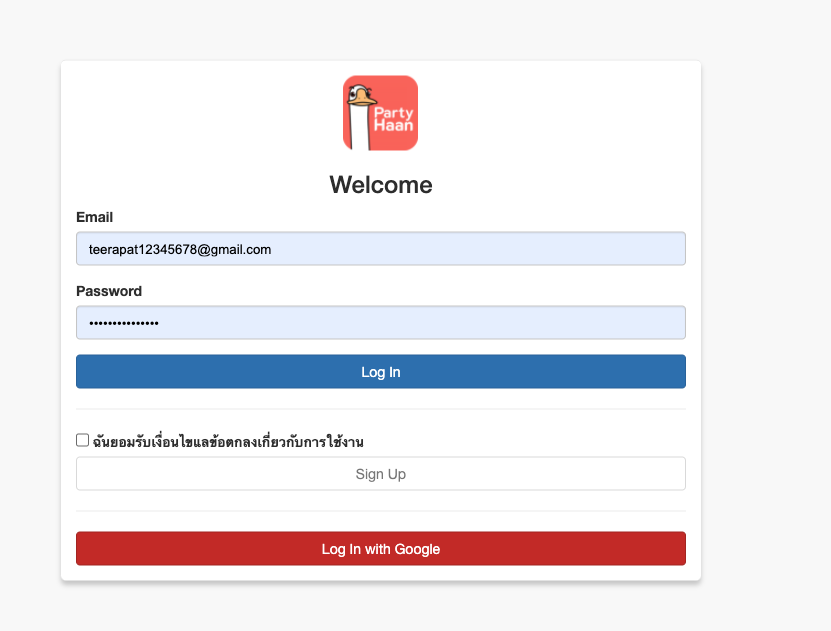 Party
Haan
Welcome
Email
teerapat12345678@gmail.com
Password
•••••••••••••••
Log In
ฉันยอมรับเงื่อนไขแลข้อตกลงเกี่ยวกับการใช้งาน
Sign Up
Log In with Google